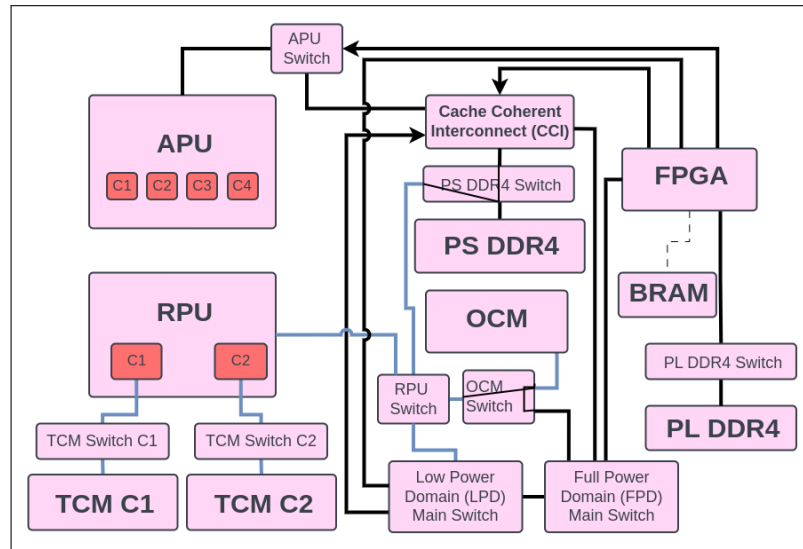 APU
Switch
APU
C1 C2 C3 C4
Cache Coherent
Interconnect (CCI)
FPGA
PS DDR4 Switch
PS DDR4
BRAM
RPU
C1
C2
OCM
PL DDR4 Switch
PL DDR4
RPU
Switch
OCM
Switch
TCM Switch C1
TCM Switch C2
TCM C1
TCM C2
Low Power
Domain (LPD)
Main Switch
Full Power
Domain (FPD)
Main Switch